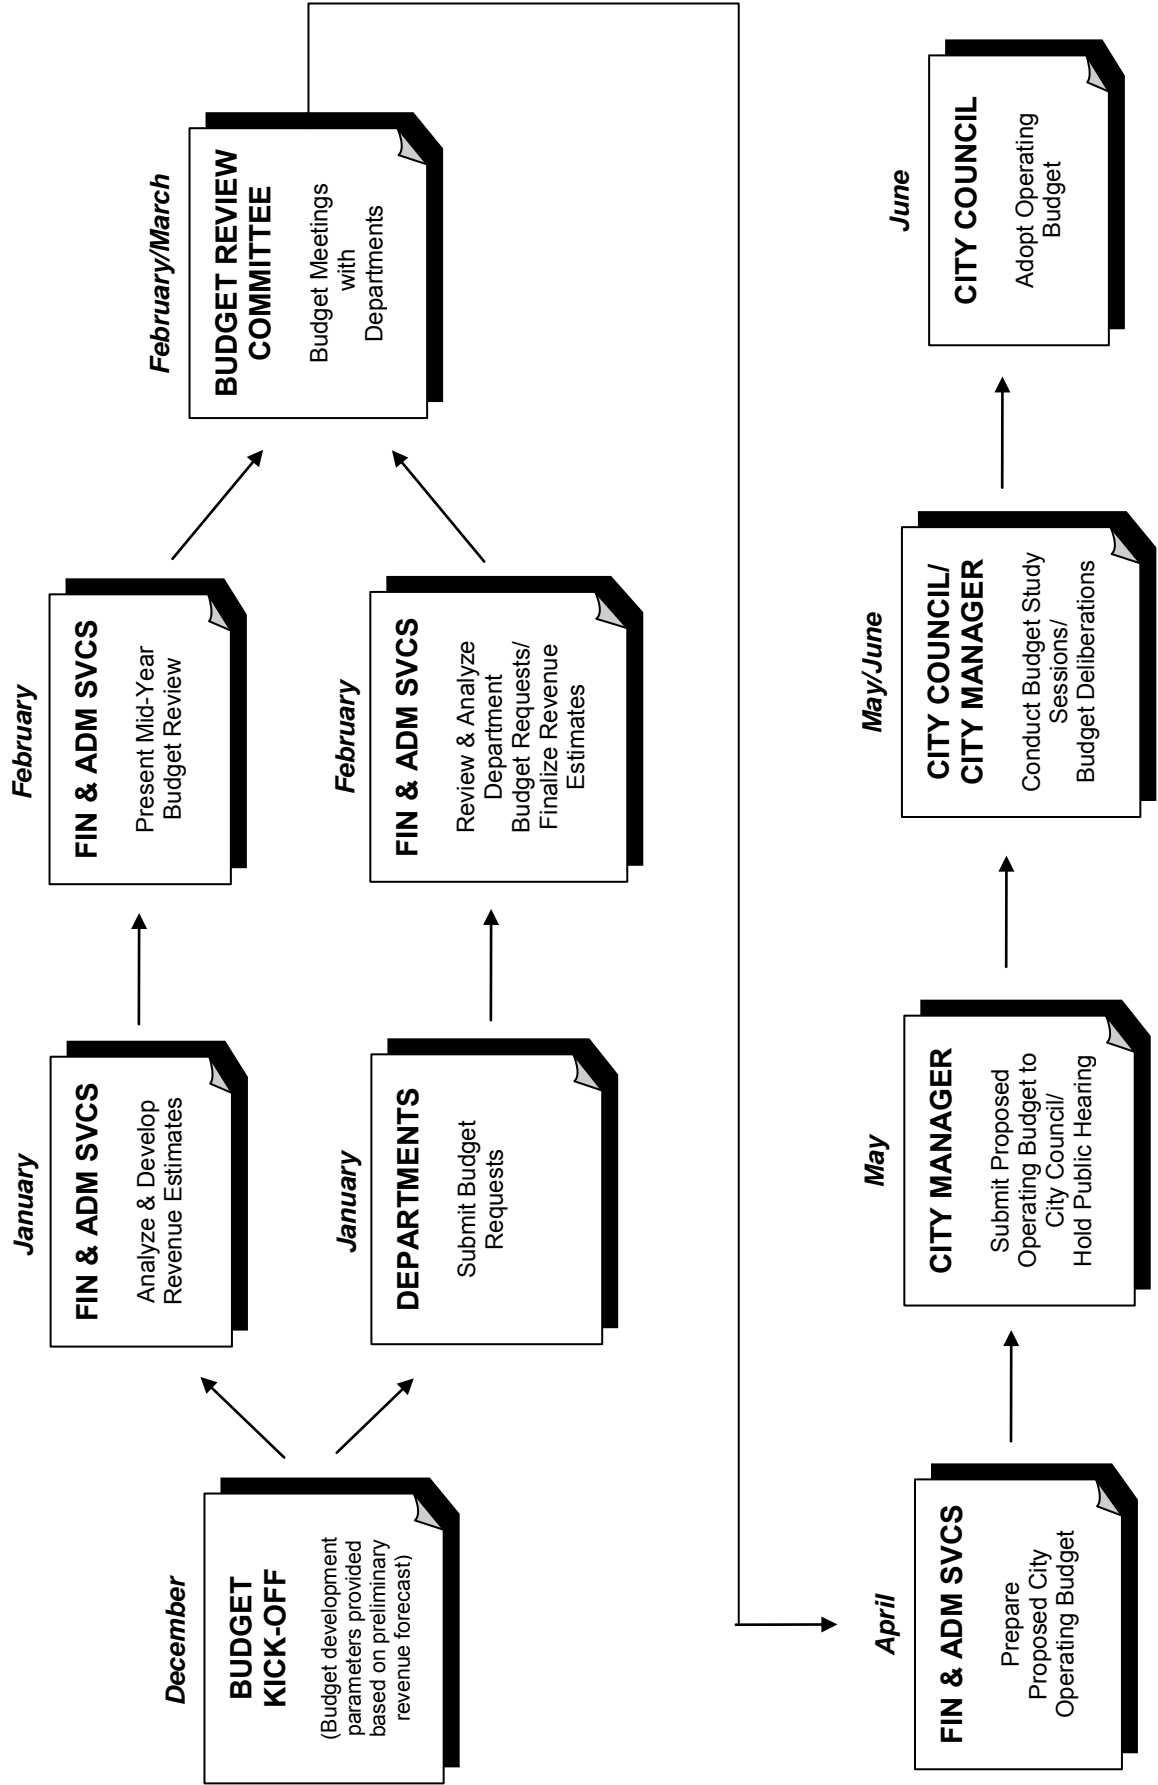 December
BUDGET
KICK-OFF
(Budget development
parameters provided
based on preliminary
revenue forecast)
January
FIN & ADM SVCS
Analyze & Develop
Revenue Estimates
January
DEPARTMENTS
Submit Budget
Requests
February
FIN & ADM SVCS
Present Mid-Year
Budget Review
February
FIN & ADM SVCS
Review & Analyze
Department
Budget Requests/
Finalize Revenue
Estimates
February/March
BUDGET REVIEW
COMMITTEE
Budget Meetings
with
Departments
April
FIN & ADM SVCS
Prepare
Proposed City
Operating Budget
May
CITY MANAGER
Submit Proposed
Operating Budget to
City Council/
Hold Public Hearing
May/June
CITY COUNCIL/
CITY MANAGER
Conduct Budget Study
Sessions/
Budget Deliberations
June
CITY COUNCIL
Adopt Operating
Budget